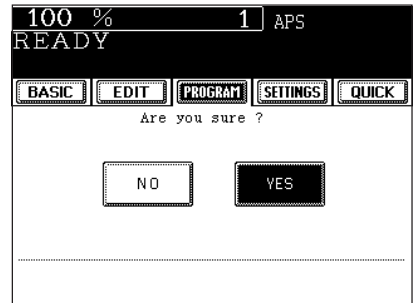 100 % 1 APS
READY
BASIC EDIT PROGRAM SETTINGS QUICK
Are you sure ?
NO YES